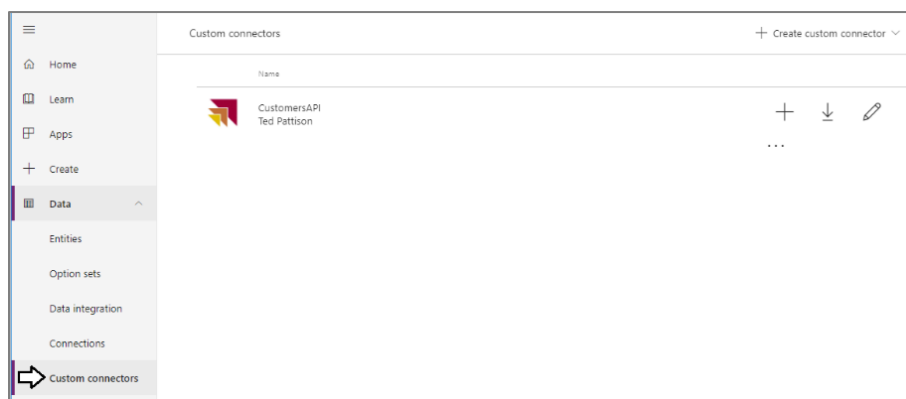 Custom connectors
Create custom connector
Home
Learn
Apps
Create
Data
Entities
Option sets
Data integration
Connections
Custom connectors
Name
CustomersAPI
Ted Pattison
...